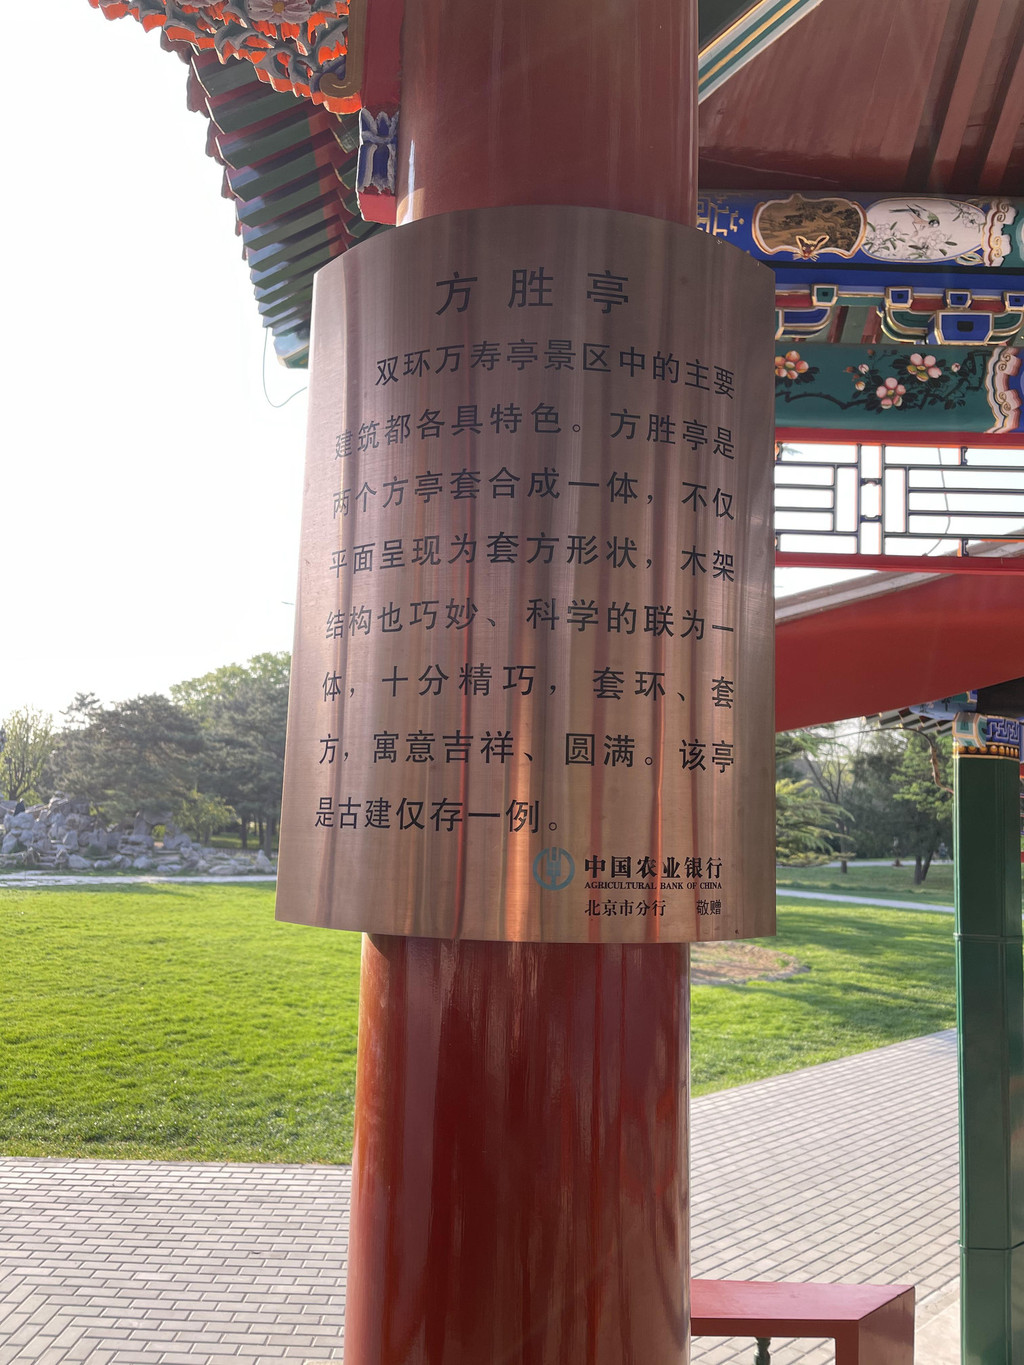 方胜亭
双环万寿亭景区中的主要
建筑都各具特色。方胜亭是
两个方亭套合成一体，不仅
平面呈现为套方形状，木架
结构也巧妙、科学的联为一
体，十分精巧，套环、套
方，寓意吉祥、圆满。该亭
是古建仅存一例。
中国农业银行
AGRICULTURAL BANK OF CHINA
北京市分行 敬赠